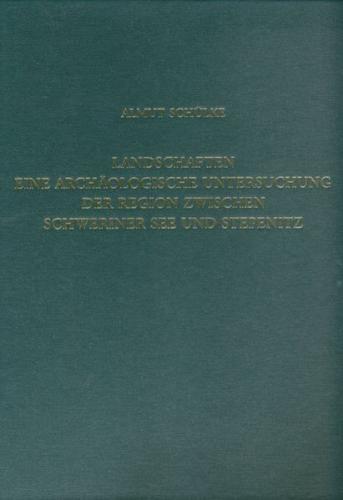 ALMUT SCHÜLKE
LANDSCHAFTEN
EINE ARCHÄOLOGISCHE UNTERSUCHUNG
DER REGION ZWISCHEN
SCHWERINER SEE UND STEPENITZ